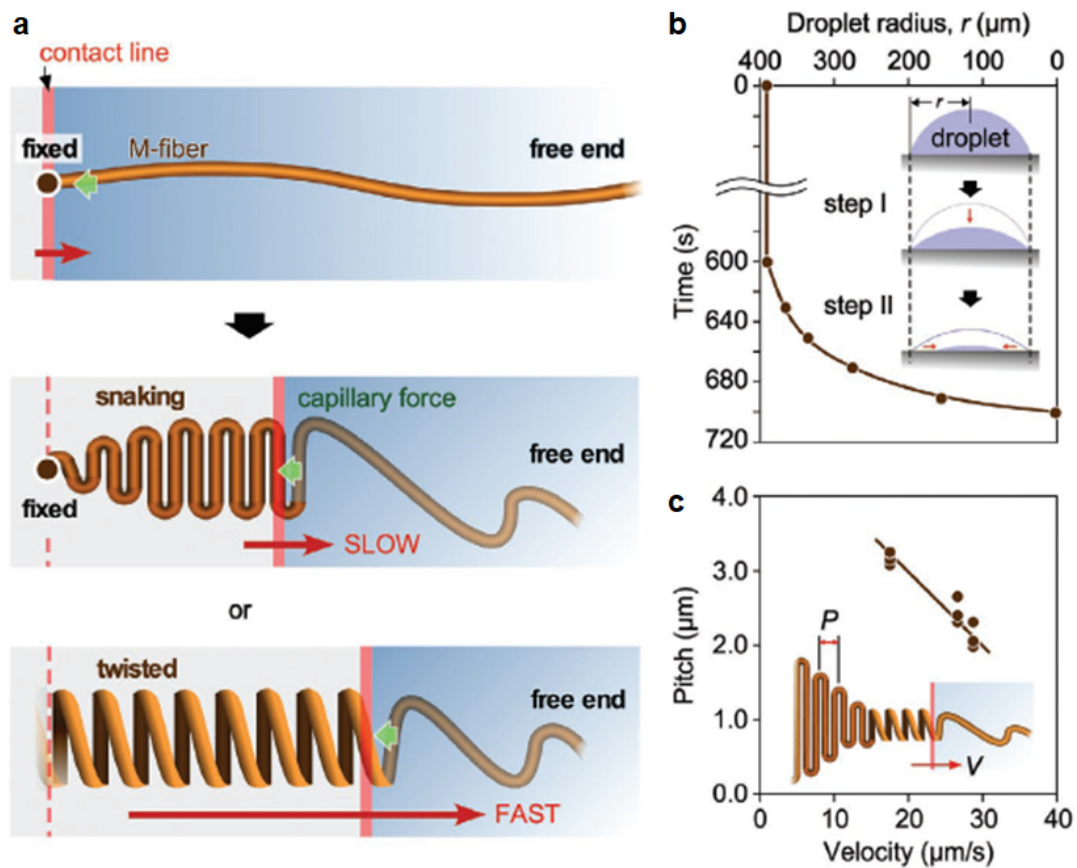 a
contact line
fixed
M-fiber
free end
snaking
capillary force
free end
fixed
SLOW
or
twisted
free end
FAST
b
Droplet radius, r (μm)
400 300 200 100 0
0
600
640
680
720
Time (s)
r
droplet
step I
step II
c
4.0
3.0
2.0
1.0
0.0
Pitch (μm)
P
V
0 10 20 30 40
Velocity (μm/s)